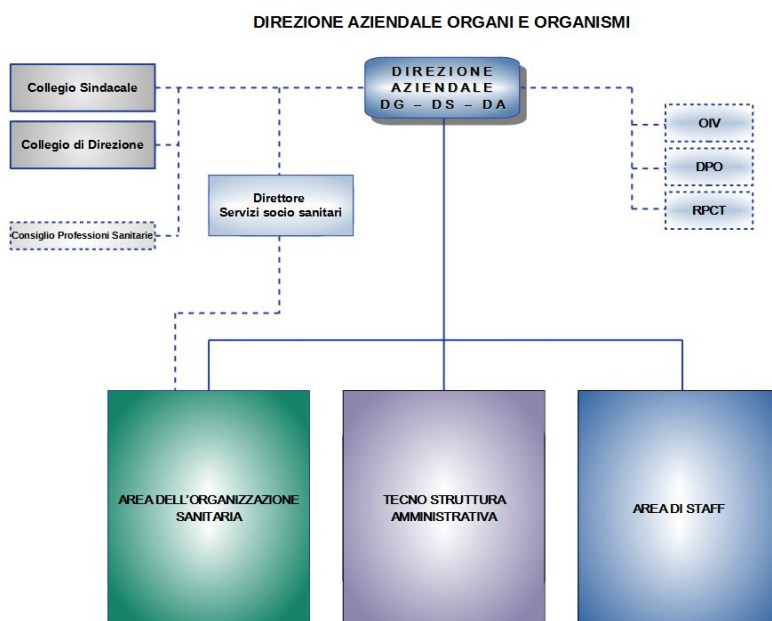 DIREZIONE AZIENDALE ORGANI E ORGANISMI
DIREZIONE
AZIENDALE
DG – DS – DA
Collegio Sindacale
Collegio di Direzione
Consiglio Professioni Sanitarie
Direttore
Servizi socio sanitari
OIV
DPO
RPCT
AREA DELL'ORGANIZZAZIONE
SANITARIA
TECNO STRUTTURA
AMMINISTRATIVA
AREA DI STAFF